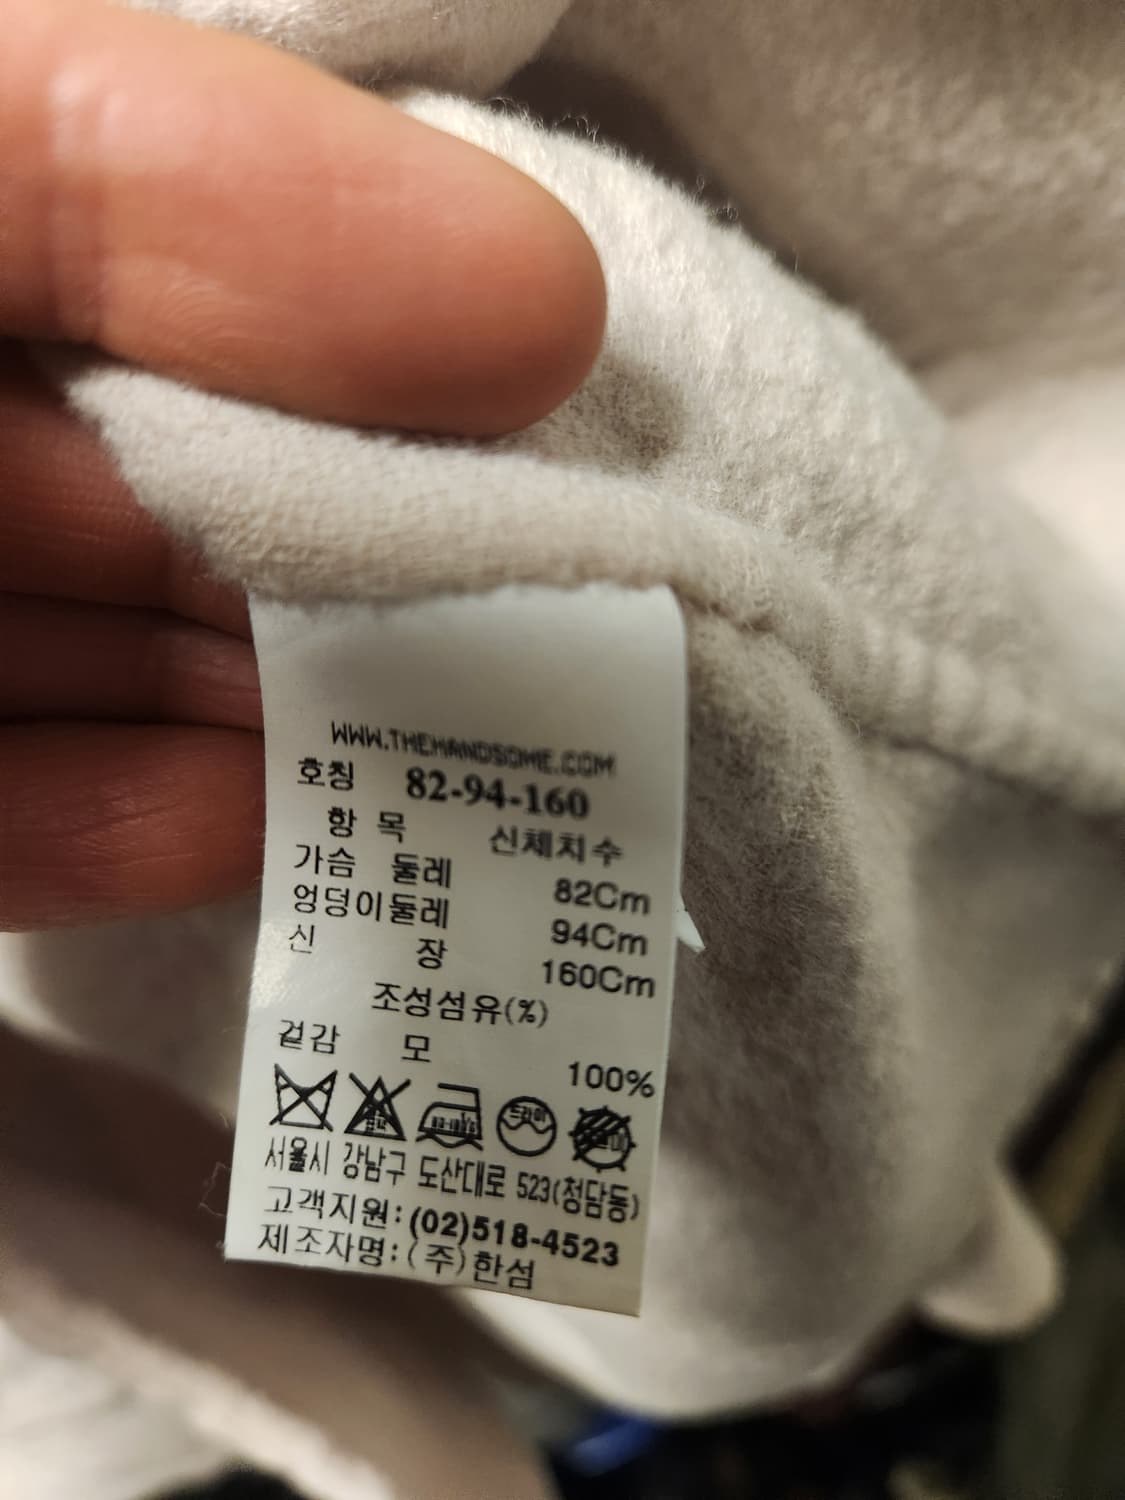 WWW.THEHANDSOME.COM
호칭 82-94-160
항 목 신체치수
가슴 둘레 82Cm
엉덩이둘레 94Cm
신 장 160Cm
조성섬유(%)
겉감 모 100%
드라이
서울시 강남구 도산대로 523(청담동)
고객지원:(02)518-4523
제조자명:(주)한섬